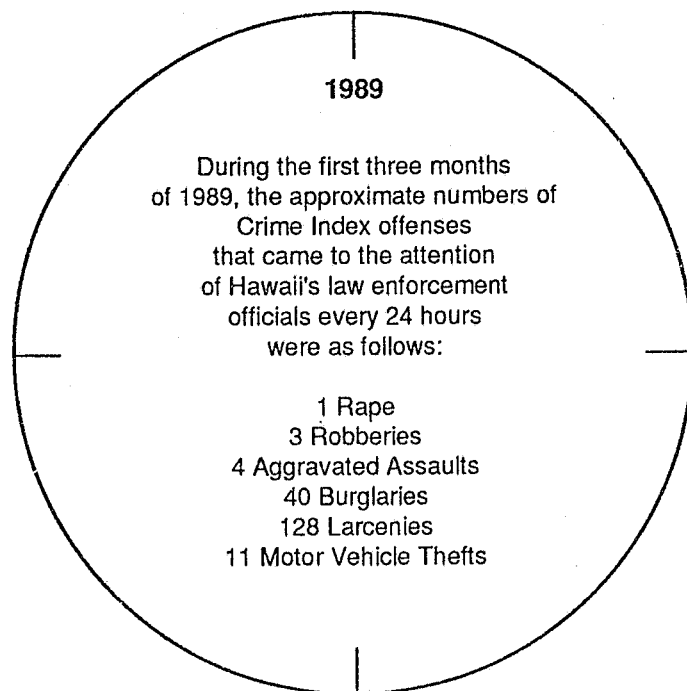 1989
During the first three months
of 1989, the approximate numbers of
Crime Index offenses
that came to the attention
of Hawaii's law enforcement
officials every 24 hours
were as follows:
1 Rape
3 Robberies
4 Aggravated Assaults
40 Burglaries
128 Larcenies
11 Motor Vehicle Thefts